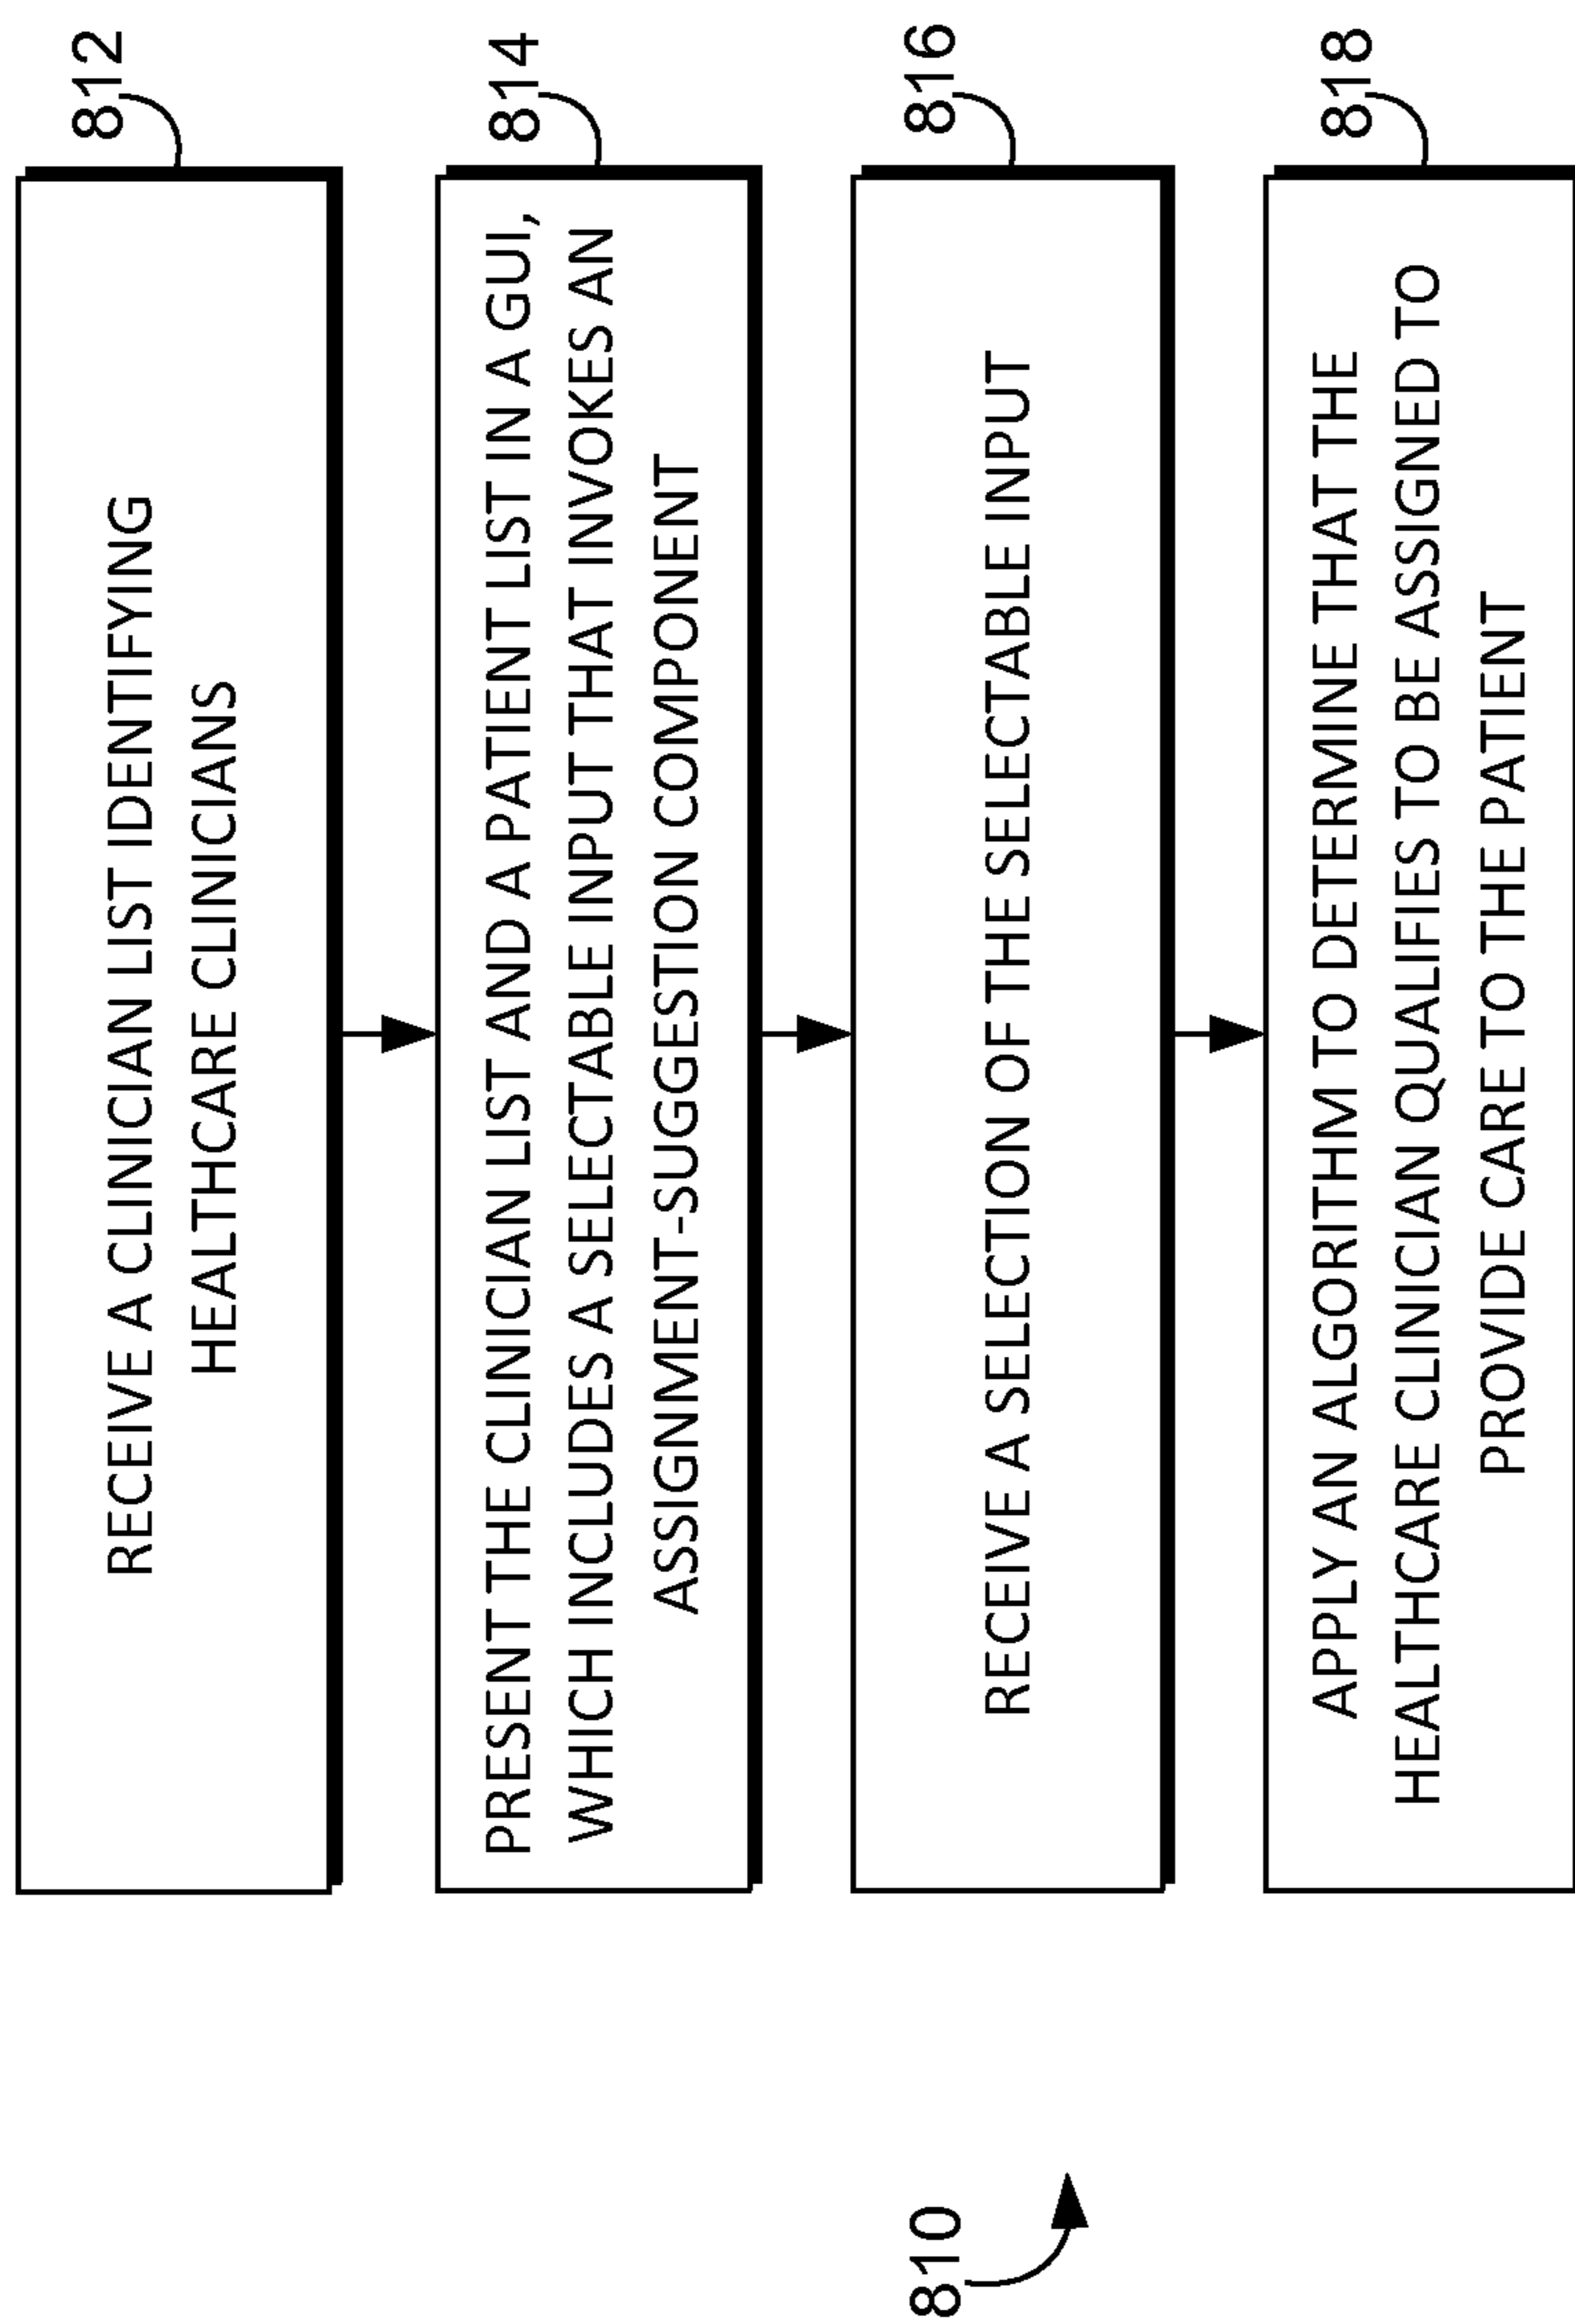 810
812
RECEIVE A CLINICIAN LIST IDENTIFYING
HEALTHCARE CLINICIANS
814
PRESENT THE CLINICIAN LIST AND A PATIENT LIST IN A GUI,
WHICH INCLUDES A SELECTABLE INPUT THAT INVOKES AN
ASSIGNMENT-SUGGESTION COMPONENT
816
RECEIVE A SELECTION OF THE SELECTABLE INPUT
818
APPLY AN ALGORITHM TO DETERMINE THAT THE
HEALTHCARE CLINICIAN QUALIFIES TO BE ASSIGNED TO
PROVIDE CARE TO THE PATIENT